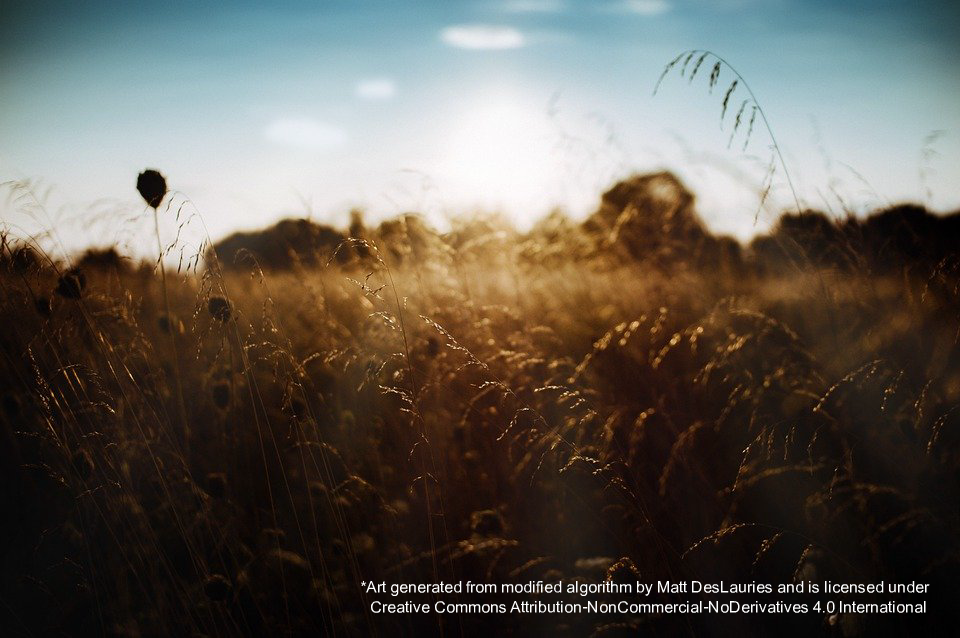 *Art generated from modified algorithm by Matt DesLauries and is licensed under
Creative Commons Attribution-NonCommercial-NoDerivatives 4.0 International